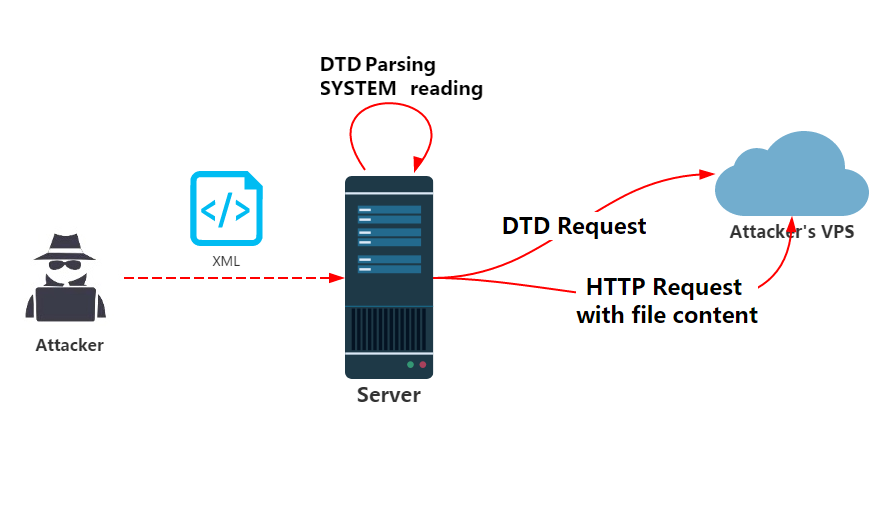 DTD Parsing
SYSTEM reading
</>
XML
Attacker
Server
DTD Request
HTTP Request
with file content
Attacker's VPS